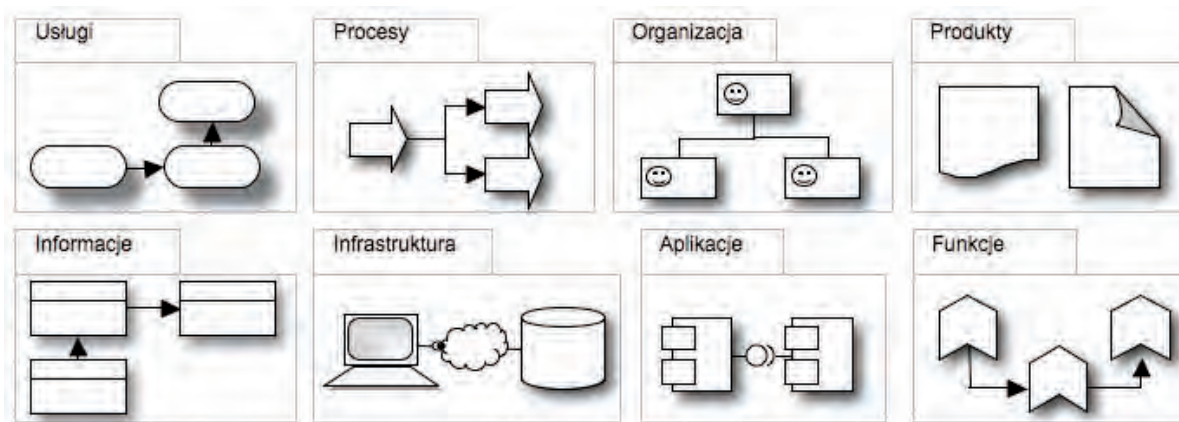 Usługi
Procesy
Organizacja
Produkty
Informacje
Infrastruktura
Aplikacje
Funkcje